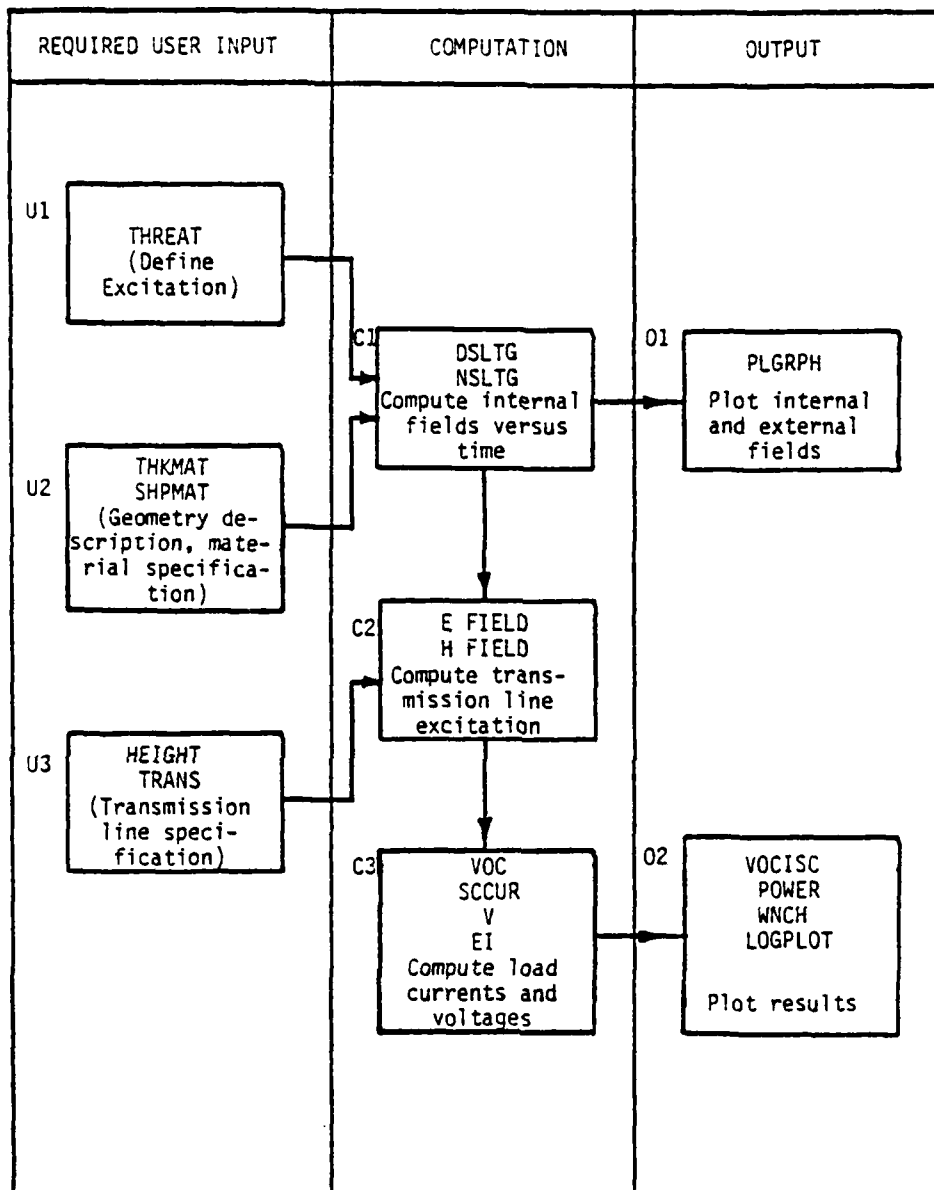 REQUIRED USER INPUT
COMPUTATION
OUTPUT
U1
THREAT
(Define
Excitation)
U2
THKMAT
SHPMAT
(Geometry de-
scription, mate-
rial specifica-
tion)
U3
HEIGHT
TRANS
(Transmission
line speci-
fication)
C1
DSLTG
NSLTG
Compute internal
fields versus
time
C2
E FIELD
H FIELD
Compute trans-
mission line
excitation
C3
VOC
SCCUR
V
EI
Compute load
currents and
voltages
O1
PLGRPH
Plot internal
and external
fields
O2
VOCISC
POWER
WNCH
LOGPLOT
Plot results